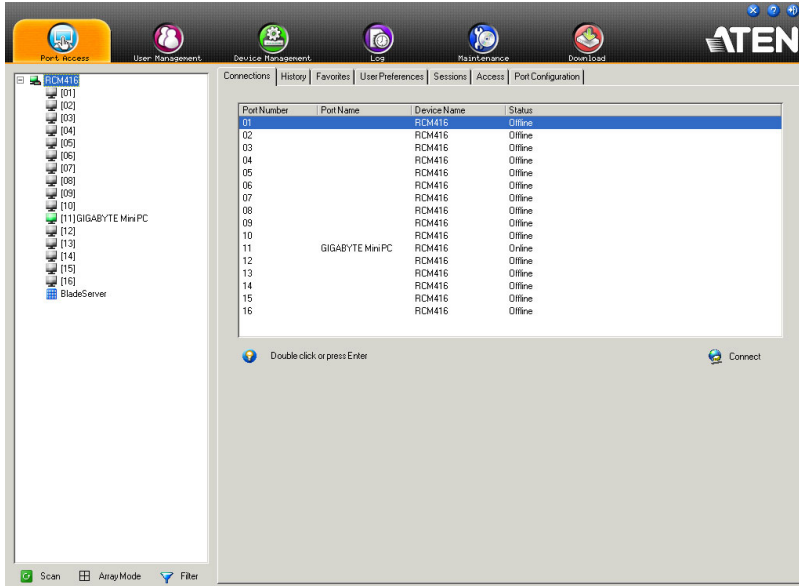 Port Access User Management Device Management Log Maintenance Download
ATEN
Connections History Favorites User Preferences Sessions Access Port Configuration
RCM416
[01]
[02]
[03]
[04]
[05]
[06]
[07]
[08]
[09]
[10]
[11]GIGABYTE Mini PC
[12]
[13]
[14]
[15]
[16]
BladeServer
Port Number Port Name Device Name Status
01 RCM416 Offline
02 RCM416 Offline
03 RCM416 Offline
04 RCM416 Offline
05 RCM416 Offline
06 RCM416 Offline
07 RCM416 Offline
08 RCM416 Offline
09 RCM416 Offline
10 RCM416 Offline
11 GIGABYTE Mini PC RCM416 Online
12 RCM416 Offline
13 RCM416 Offline
14 RCM416 Offline
15 RCM416 Offline
16 RCM416 Offline
Double click or press Enter Connect
Scan Array Mode Filter